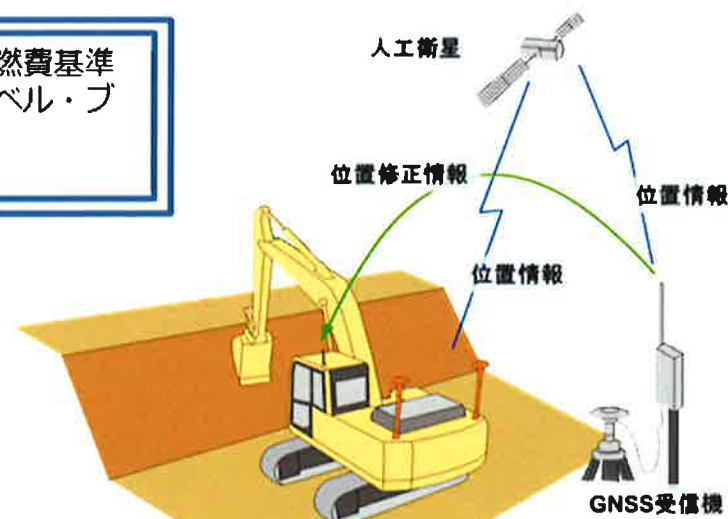 燃費基準
ベル・ブ
人工衛星
位置修正情報
位置情報
位置情報
GNSS受信機